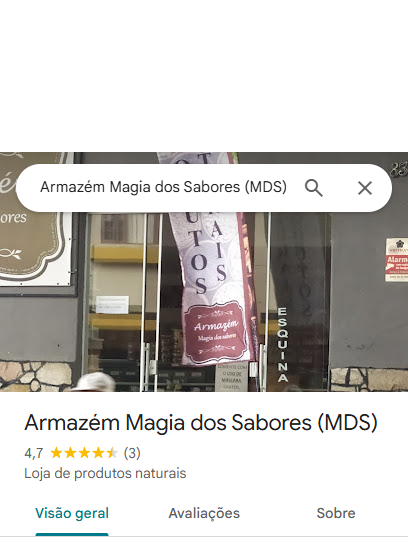 Armazém Magia dos Sabores (MDS)
ores
UTOS
AIS
Armazém
Magia dos sabores
ESQUINA
Alarme
Armazém Magia dos Sabores (MDS)
4,7 (3)
Loja de produtos naturais
Visão geral
Avaliações
Sobre